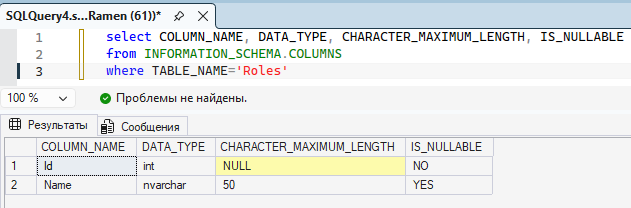 SQLQuery4.s...Ramen (61))*
1 select COLUMN_NAME, DATA_TYPE, CHARACTER_MAXIMUM_LENGTH, IS_NULLABLE
2 from INFORMATION_SCHEMA.COLUMNS
3 where TABLE_NAME='Roles'
100 % Проблемы не найдены.
Результаты Сообщения
COLUMN_NAME DATA_TYPE CHARACTER_MAXIMUM_LENGTH IS_NULLABLE
1 Id int NULL NO
2 Name nvarchar 50 YES